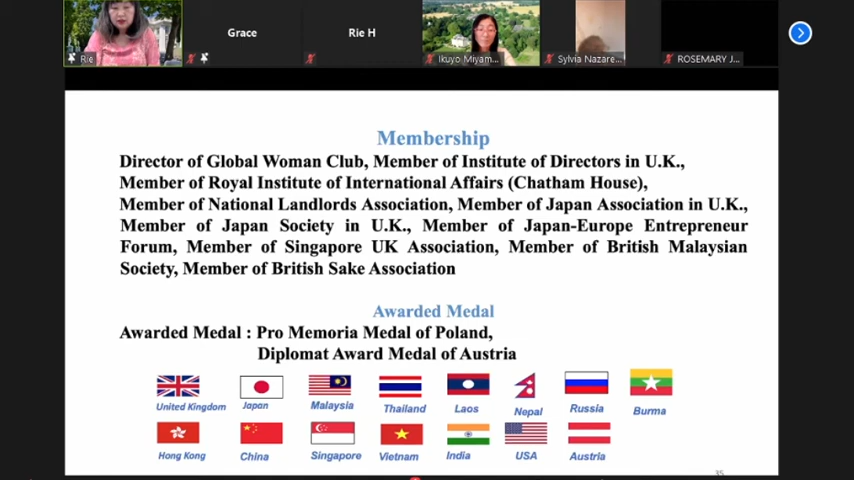 Grace
Rie H
Rie
Ikuyo Miyam...
Sylvia Nazare...
ROSEMARY J...
Membership
Director of Global Woman Club, Member of Institute of Directors in U.K.,
Member of Royal Institute of International Affairs (Chatham House),
Member of National Landlords Association, Member of Japan Association in U.K.,
Member of Japan Society in U.K., Member of Japan-Europe Entrepreneur
Forum, Member of Singapore UK Association, Member of British Malaysian
Society, Member of British Sake Association
Awarded Medal
Awarded Medal : Pro Memoria Medal of Poland,
Diplomat Award Medal of Austria
United Kingdom Japan Malaysia Thailand Laos Nepal Russia Burma
Hong Kong China Singapore Vietnam India USA Austria
35